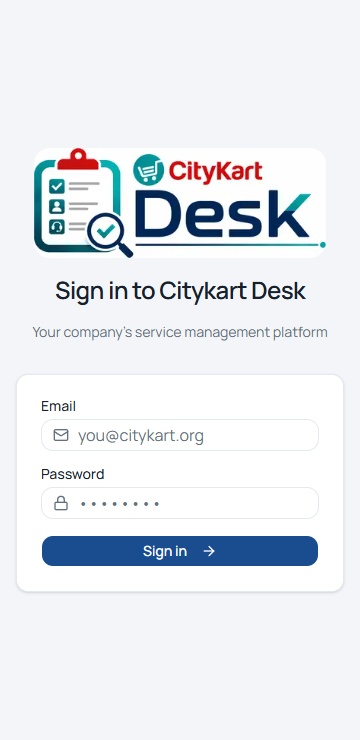 CityKart
Desk
Sign in to Citykart Desk
Your company's service management platform
Email
you@citykart.org
Password
••••••••
Sign in →